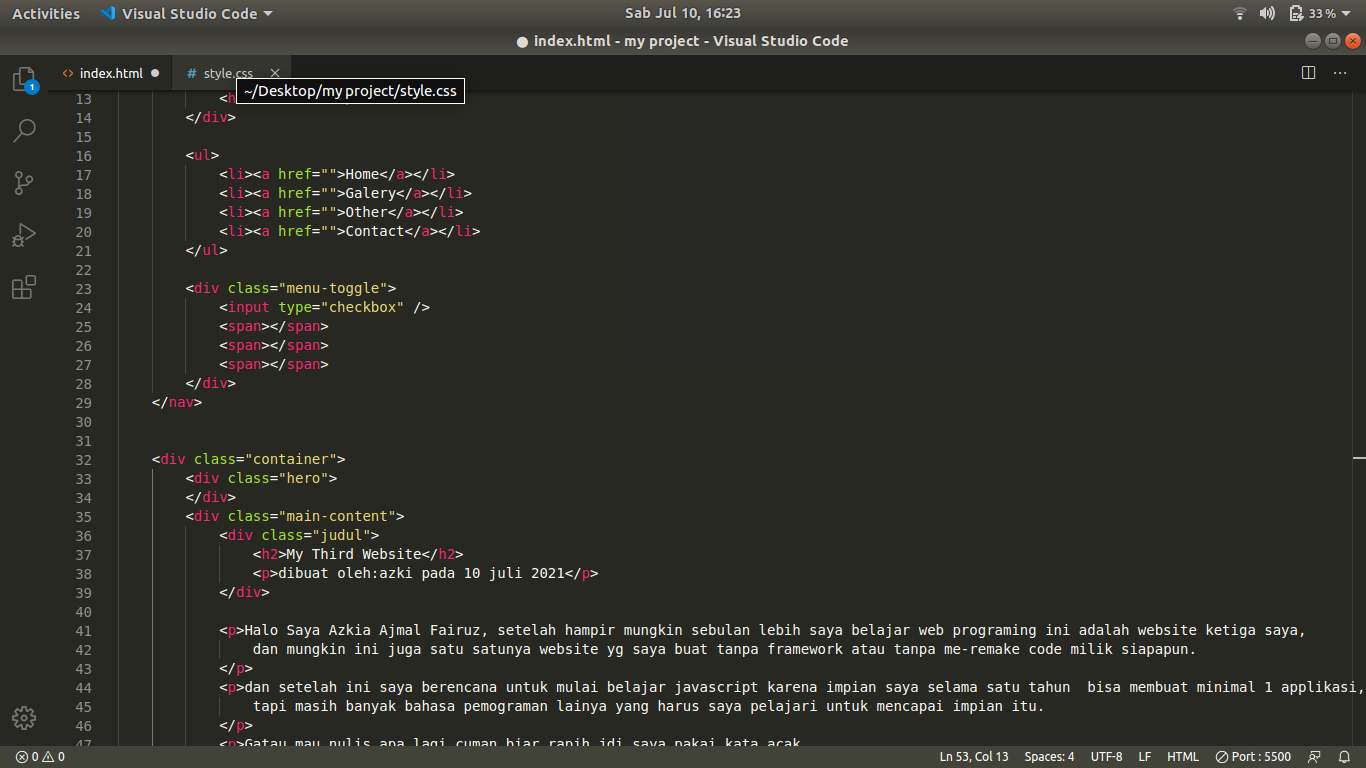 Activities Visual Studio Code Sab Jul 10, 16:23 33 %
index.html - my project - Visual Studio Code
index.html # style.css
~/Desktop/my project/style.css
13 <h
14 </div>
15
16 <ul>
17 <li><a href="">Home</a></li>
18 <li><a href="">Galery</a></li>
19 <li><a href="">Other</a></li>
20 <li><a href="">Contact</a></li>
21 </ul>
22
23 <div class="menu-toggle">
24 <input type="checkbox" />
25 <span></span>
26 <span></span>
27 <span></span>
28 </div>
29 </nav>
30
31
32 <div class="container">
33 <div class="hero">
34 </div>
35 <div class="main-content">
36 <div class="judul">
37 <h2>My Third Website</h2>
38 <p>dibuat oleh:azki pada 10 juli 2021</p>
39 </div>
40
41 <p>Halo Saya Azkia Ajmal Fairuz, setelah hampir mungkin sebulan lebih saya belajar web programing ini adalah website ketiga saya,
42 dan mungkin ini juga satu satunya website yg saya buat tanpa framework atau tanpa me-remake code milik siapapun.
43 </p>
44 <p>dan setelah ini saya berencana untuk mulai belajar javascript karena impian saya selama satu tahun  bisa membuat minimal 1 applikasi,
45 tapi masih banyak bahasa pemograman lainya yang harus saya pelajari untuk mencapai impian itu.
46 </p>
47 <p>Gatau mau nulis apa lagi cuman biar rapih jdi saya pakai kata acak
0 0 Ln 53, Col 13 Spaces: 4 UTF-8 LF HTML Port : 5500